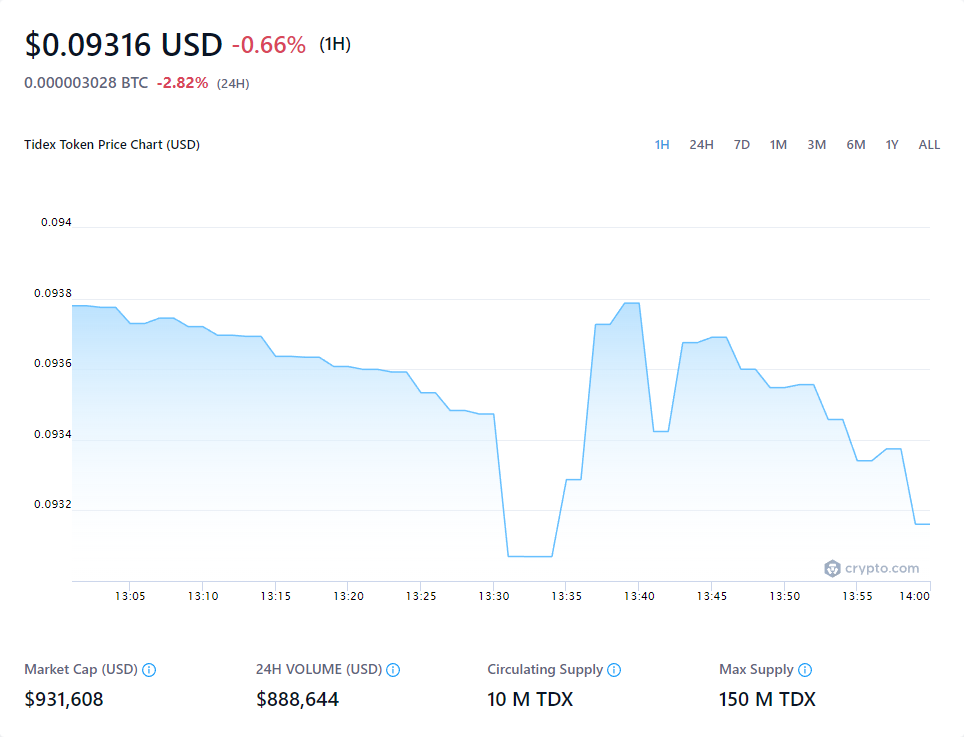 $0.09316 USD -0.66% (1H)
0.000003028 BTC -2.82% (24H)
Tidex Token Price Chart (USD) 1H 24H 7D 1M 3M 6M 1Y ALL
0.094
0.0938
0.0936
0.0934
0.0932
crypto.com
13:05 13:10 13:15 13:20 13:25 13:30 13:35 13:40 13:45 13:50 13:55 14:00
Market Cap (USD) 24H VOLUME (USD) Circulating Supply Max Supply
$931,608 $888,644 10 M TDX 150 M TDX